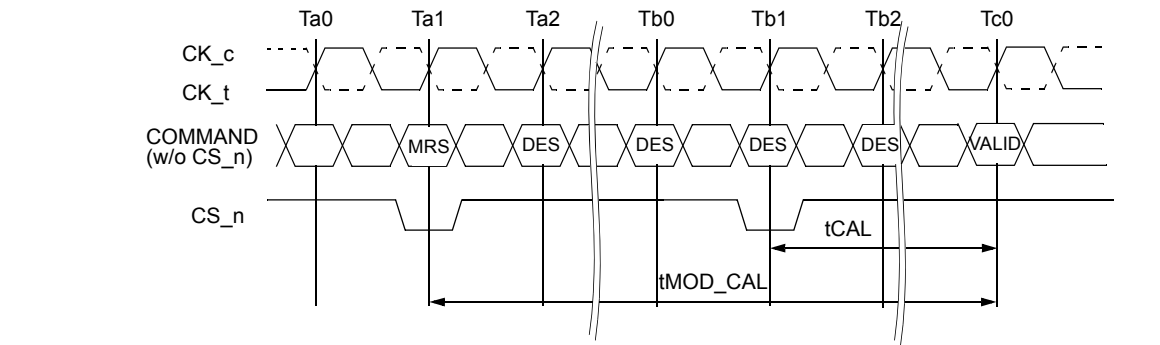 Ta0 Ta1 Ta2 Tb0 Tb1 Tb2 Tc0
CK_c
CK_t
COMMAND
(w/o CS_n)
MRS DES DES DES DES VALID
CS_n
tCAL
tMOD_CAL